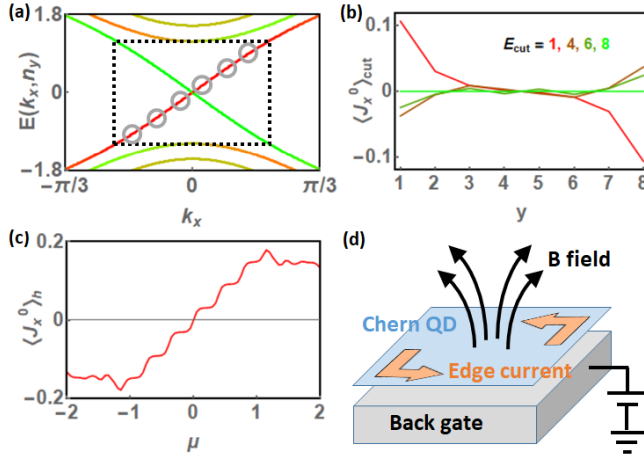 (a)
1.8
0
-1.8
E(kₓ,nᵧ)
-π/3
0
π/3
kₓ
(b)
0.1
0
-0.1
⟨Jₓ⁰⟩cut
E cut = 1, 4, 6, 8
1 2 3 4 5 6 7 8
y
(c)
0.2
0
-0.2
⟨Jₓ⁰⟩h
-2 -1 0 1 2
μ
(d)
B field
Chern QD
Edge current
Back gate